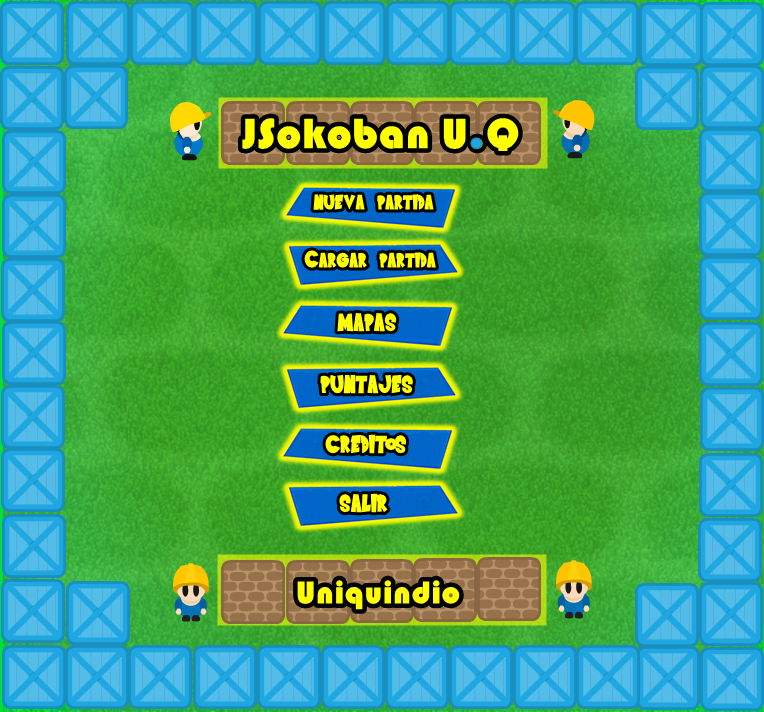 JSokoban U.Q
NUEVA PARTIDA
CARGAR PARTIDA
MAPAS
PUNTAJES
CREDITOS
SALIR
Uniquindio